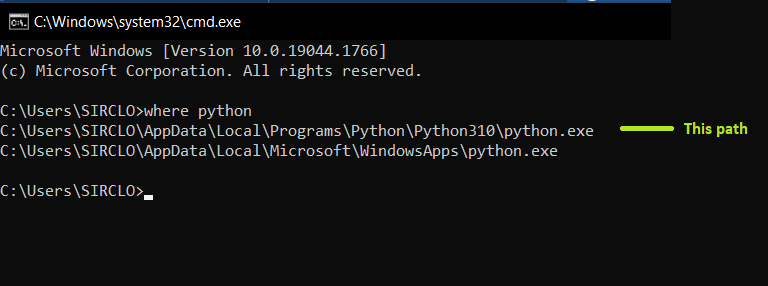 C:\Windows\system32\cmd.exe
Microsoft Windows [Version 10.0.19044.1766]
(c) Microsoft Corporation. All rights reserved.
C:\Users\SIRCLO>where python
C:\Users\SIRCLO\AppData\Local\Programs\Python\Python310\python.exe
This path
C:\Users\SIRCLO\AppData\Local\Microsoft\WindowsApps\python.exe
C:\Users\SIRCLO>